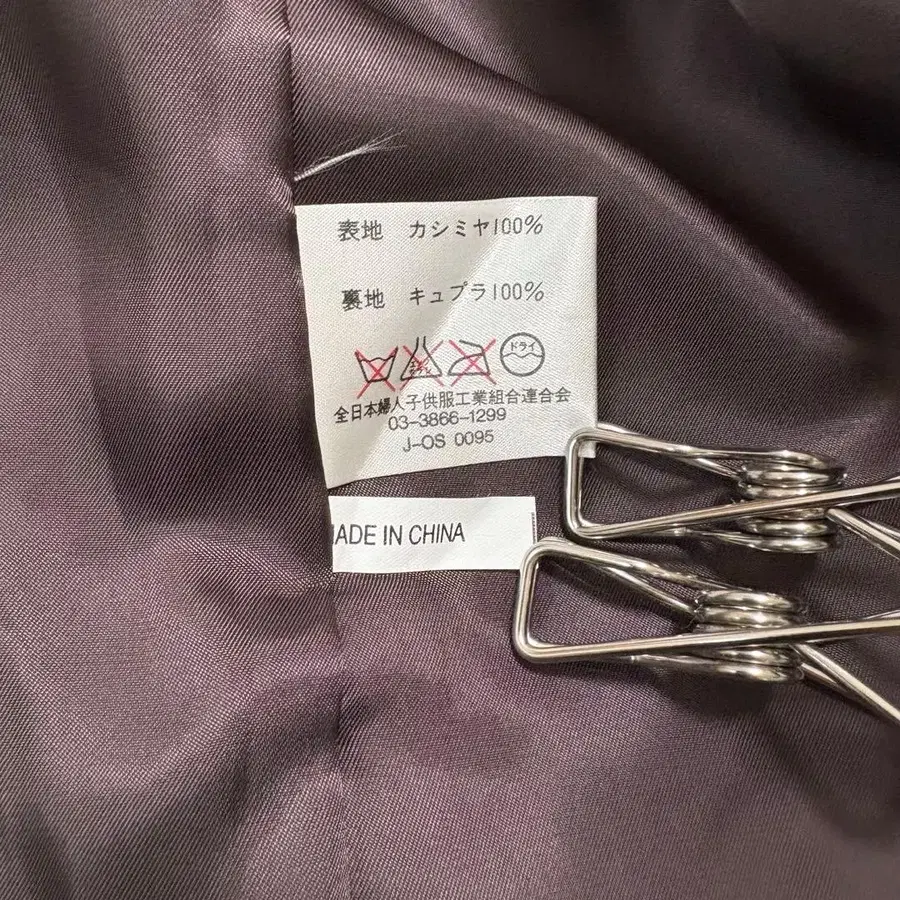 表地 カシミヤ100%
裏地 キュプラ100%
ドライ
全日本婦人子供服工業組合連合会
03-3866-1299
J-OS 0095
MADE IN CHINA